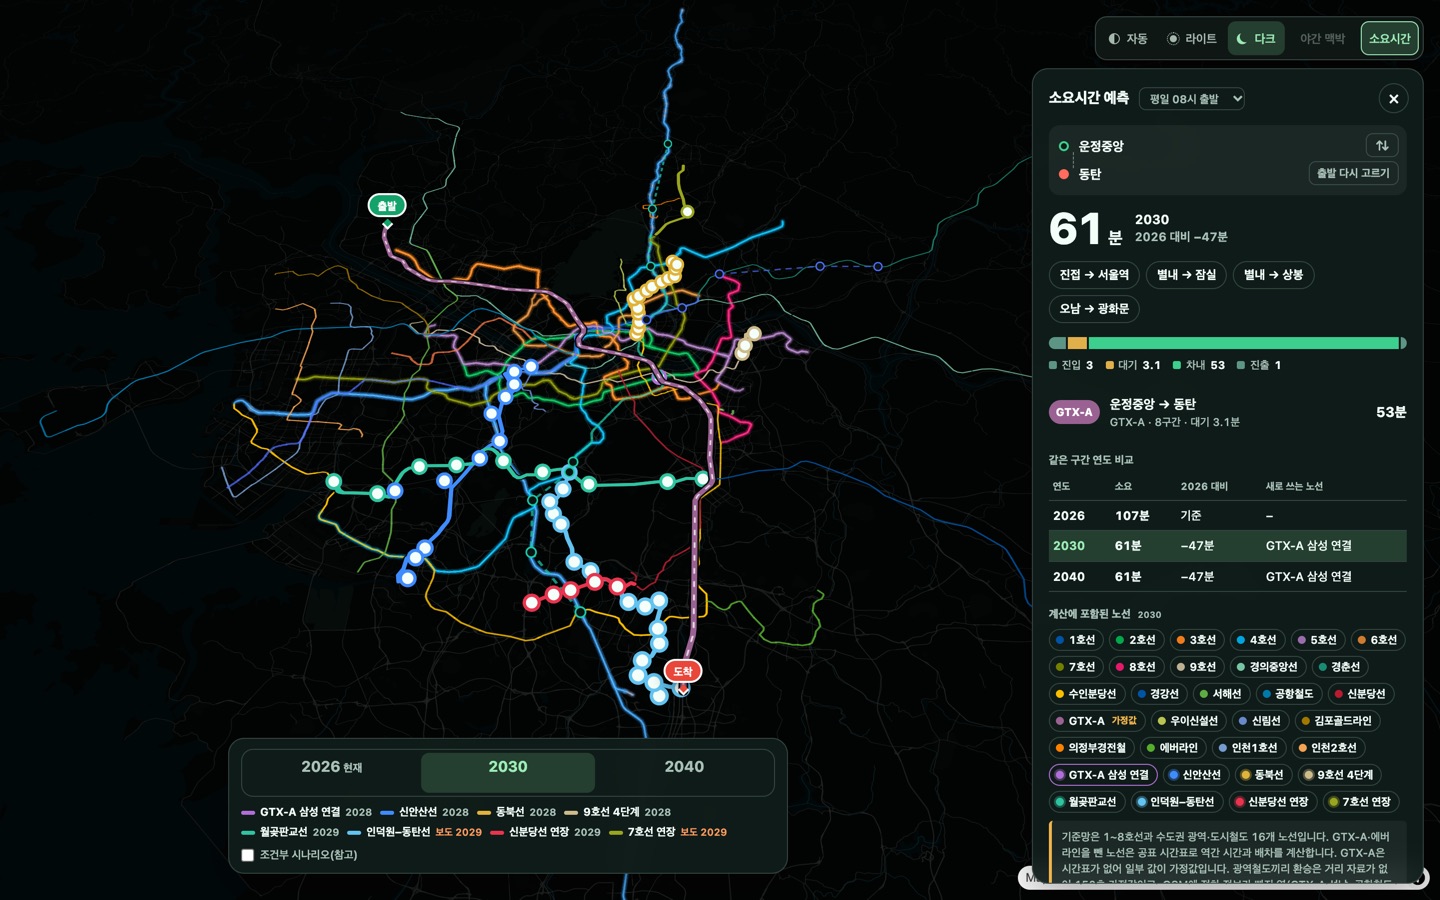 자동 라이트 다크 야간 맥박 소요시간
소요시간 예측 평일 08시 출발
운정중앙
동탄 출발 다시 고르기
61분 2030
2026 대비 −47분
진접 → 서울역 별내 → 잠실 별내 → 상봉
오남 → 광화문
진입 3 대기 3.1 차내 53 진출 1
GTX-A 운정중앙 → 동탄 53분
GTX-A · 8구간 · 대기 3.1분
같은 구간 연도 비교
연도 소요 2026 대비 새로 쓰는 노선
2026 107분 기준 –
2030 61분 −47분 GTX-A 삼성 연결
2040 61분 −47분 GTX-A 삼성 연결
계산에 포함된 노선 2030
1호선 2호선 3호선 4호선 5호선 6호선
7호선 8호선 9호선 경의중앙선 경춘선
수인분당선 경강선 서해선 공항철도 신분당선
GTX-A 가정값 우이신설선 신림선 김포골드라인
의정부경전철 에버라인 인천1호선 인천2호선
GTX-A 삼성 연결 신안산선 동북선 9호선 4단계
월곶판교선 인덕원–동탄선 신분당선 연장 7호선 연장
기준망은 1~8호선과 수도권 광역·도시철도 16개 노선입니다. GTX-A·에버
라인을 뺀 노선은 공표 시간표로 역간 시간과 배차를 계산합니다. GTX-A은
시간표가 없어 일부 값이 가정값입니다. 광역철도끼리 환승은 거리 자료가 없
출발
도착
2026 현재 2030 2040
GTX-A 삼성 연결 2028 신안산선 2028 동북선 2028 9호선 4단계 2028
월곶판교선 2029 인덕원–동탄선 보도 2029 신분당선 연장 2029 7호선 연장 보도 2029
조건부 시나리오(참고)